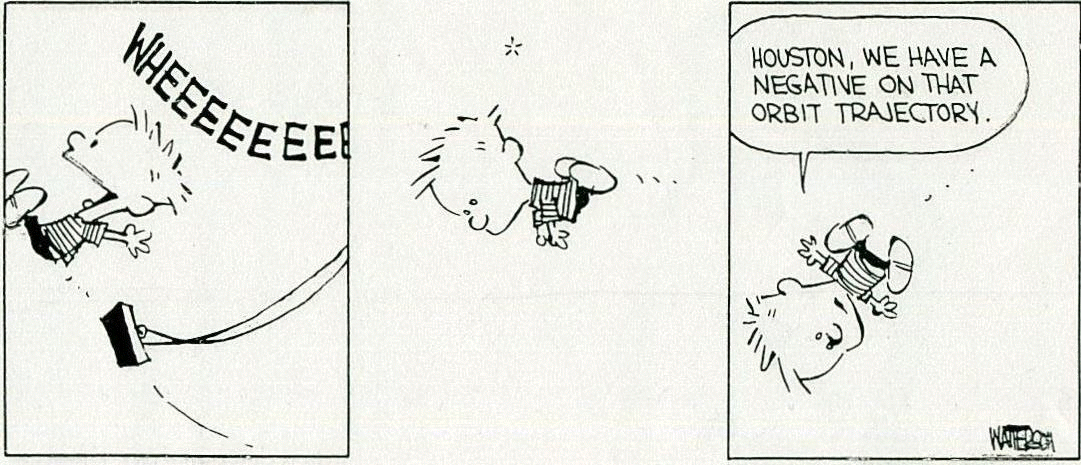 WHEEEEEEEE
HOUSTON, WE HAVE A
NEGATIVE ON THAT
ORBIT TRAJECTORY.
WATTERSON